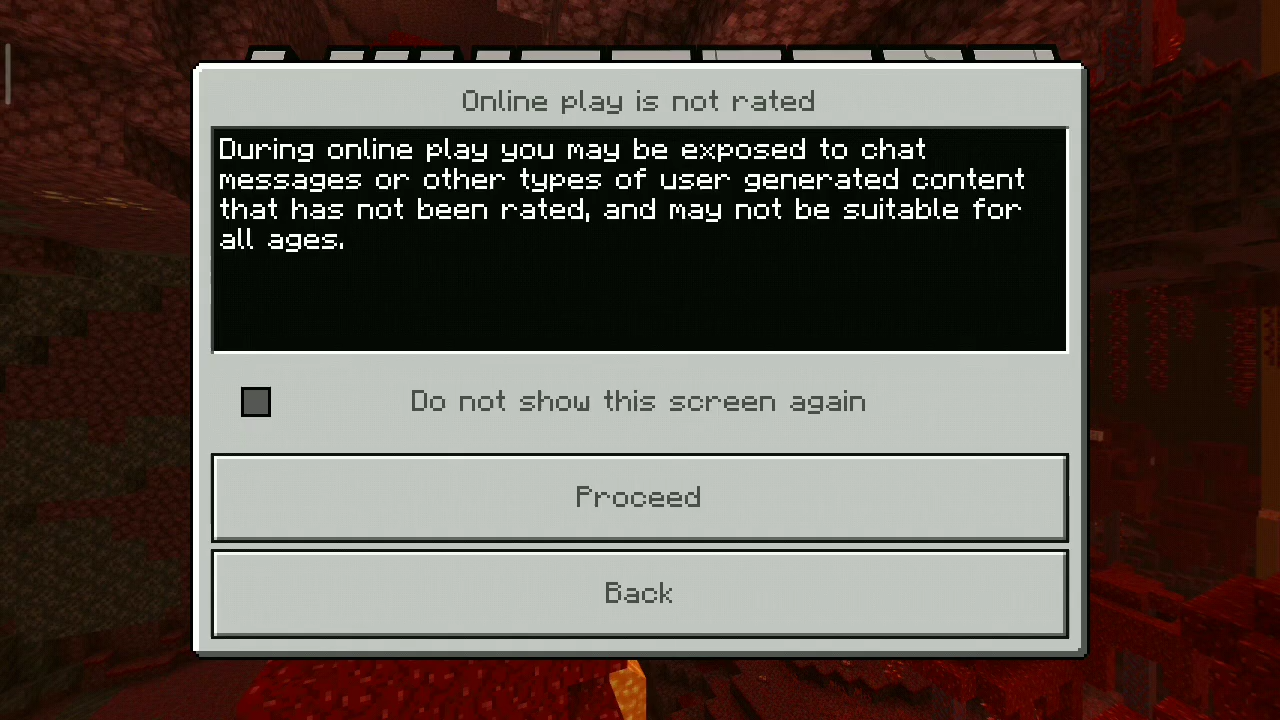 Online play is not rated
During online play you may be exposed to chat
messages or other types of user generated content
that has not been rated, and may not be suitable for
all ages.
Do not show this screen again
Proceed
Back